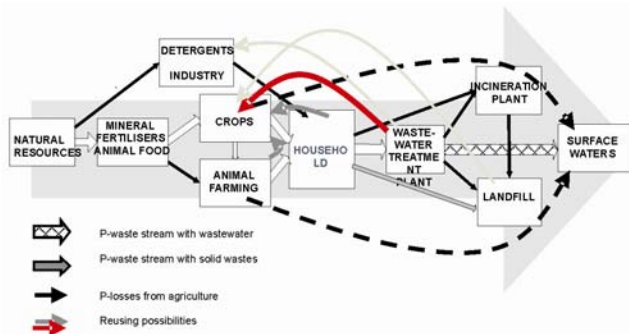 DETERGENTS
INDUSTRY
INCINERATION
PLANT
NATURAL
RESOURCES
MINERAL
FERTILISERS
ANIMAL FOOD
CROPS
HOUSEHO
LD
WASTE-
WATER
TREATME
NT
PLANT
SURFACE
WATERS
ANIMAL
FARMING
LANDFILL
P-waste stream with wastewater
P-waste stream with solid wastes
P-losses from agriculture
Reusing possibilities